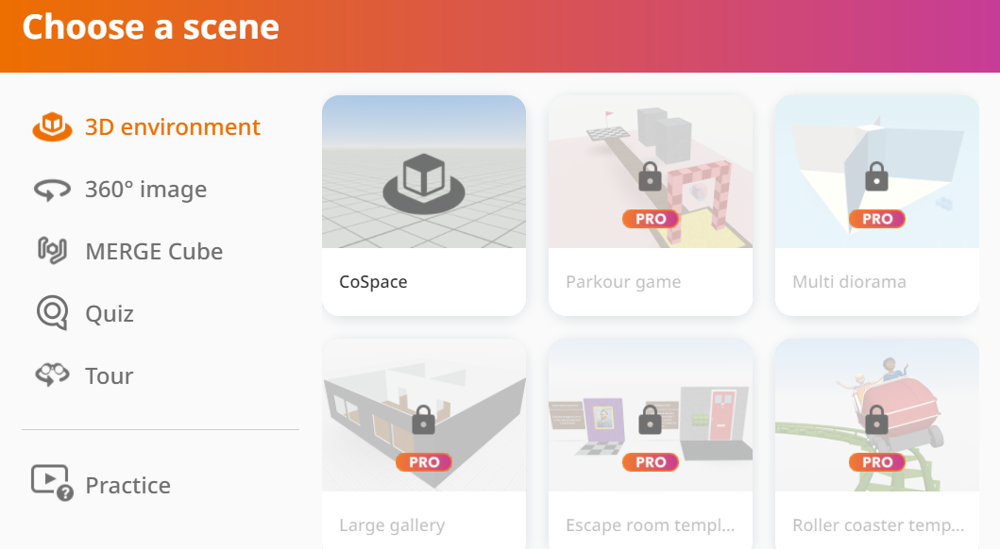 Choose a scene
3D environment
360° image
MERGE Cube
Quiz
Tour
Practice
CoSpace
PRO
Parkour game
PRO
Multi diorama
PRO
Large gallery
PRO
Escape room templ...
PRO
Roller coaster temp...